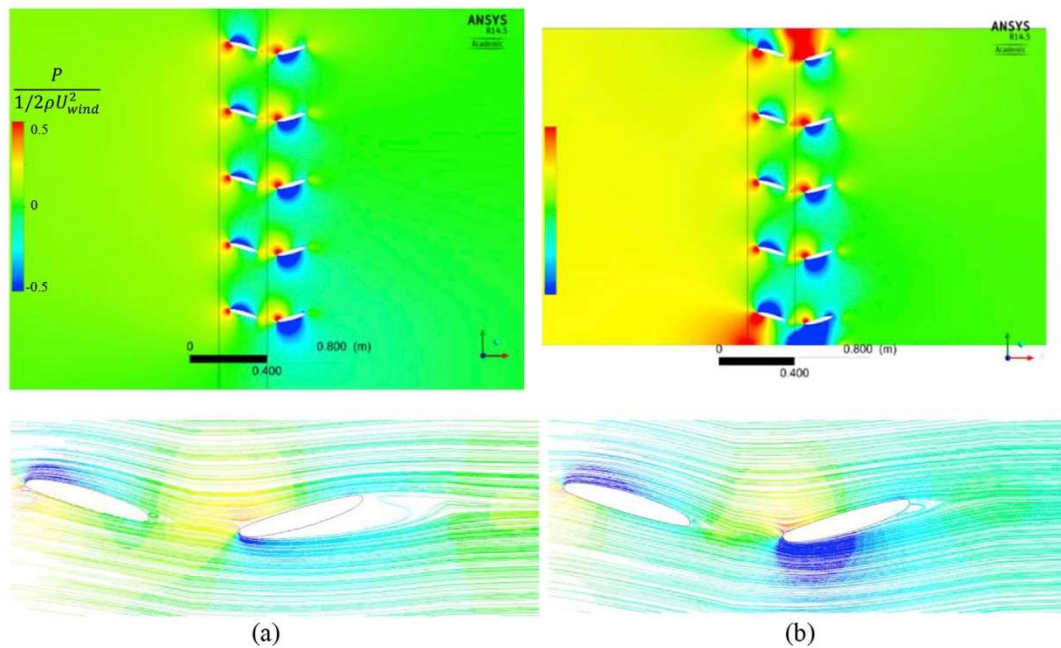 ANSYS
R14.5
Academic
P
1/2ρU²wind
0.5
0
-0.5
0 0.800 (m)
0.400
ANSYS
R14.5
Academic
0 0.800 (m)
0.400
(a) (b)